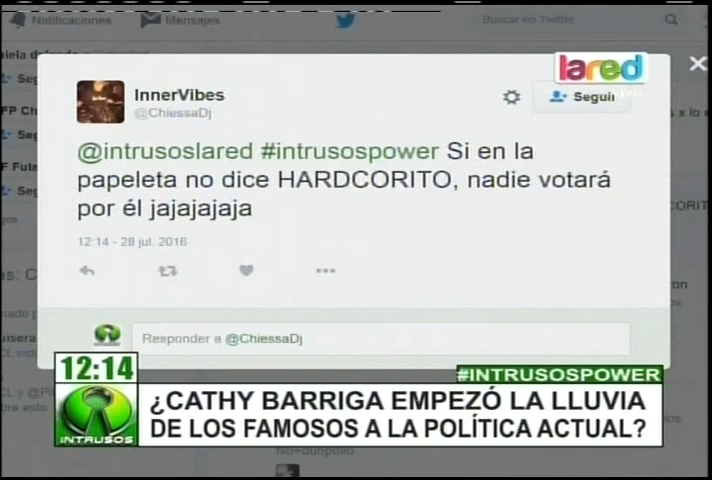 Notificaciones
Mensajes
Buscar en Twitter
lared
InnerVibes
@ChiessaDj
Seguir
@intrusoslared #intrusospower Si en la
papeleta no dice HARDCORITO, nadie votará
por él jajajajaja
12:14 - 28 jul. 2016
Responder a @ChiessaDj
12:14
#INTRUSOSPOWER
INTRUSOS
¿CATHY BARRIGA EMPEZÓ LA LLUVIA
DE LOS FAMOSOS A LA POLÍTICA ACTUAL?
No+duopolio